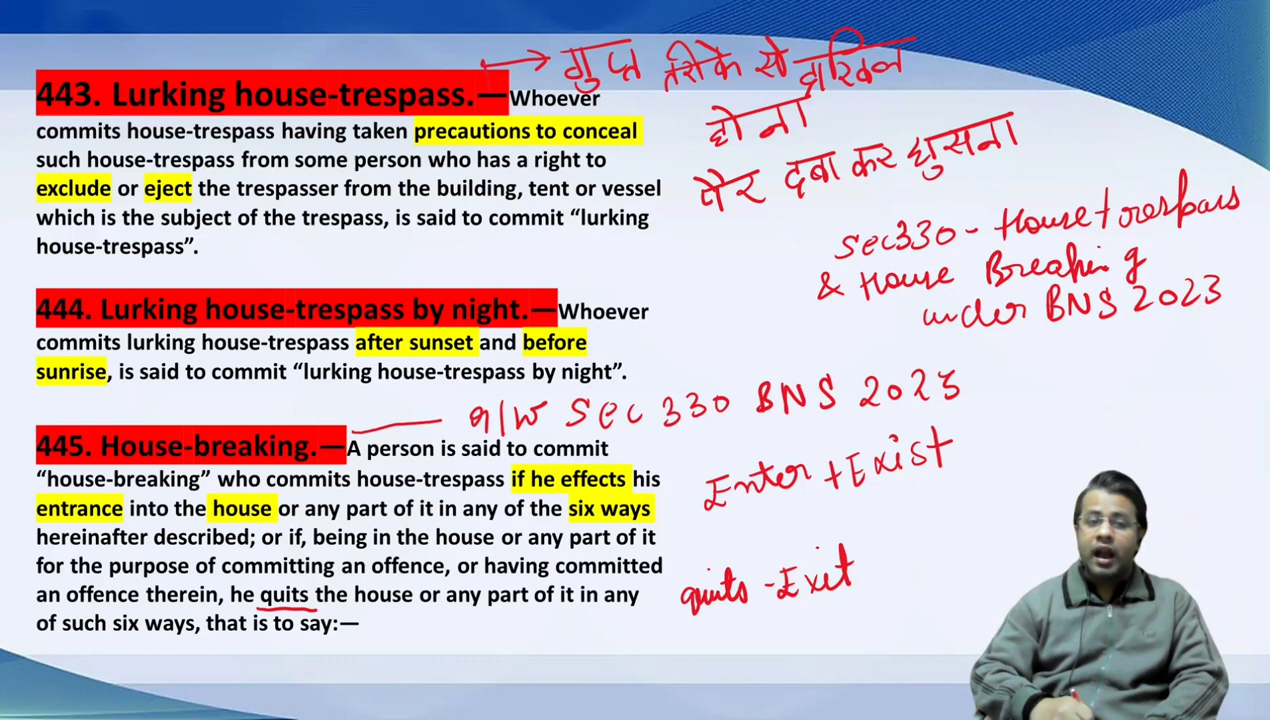 443. Lurking house-trespass.—Whoever
commits house-trespass having taken precautions to conceal
such house-trespass from some person who has a right to
exclude or eject the trespasser from the building, tent or vessel
which is the subject of the trespass, is said to commit “lurking
house-trespass”.
गुप्त तरीके से दाखिल
होना
पैर दबा कर घुसना
Sec 330 - House trespass
& House Breaking
under BNS 2023
444. Lurking house-trespass by night.—Whoever
commits lurking house-trespass after sunset and before
sunrise, is said to commit “lurking house-trespass by night”.
445. House-breaking.—A person is said to commit
“house-breaking” who commits house-trespass if he effects his
entrance into the house or any part of it in any of the six ways
hereinafter described; or if, being in the house or any part of it
for the purpose of committing an offence, or having committed
an offence therein, he quits the house or any part of it in any
of such six ways, that is to say:—
r/w Sec 330 BNS 2023
Enter + Exist
quits - Exit